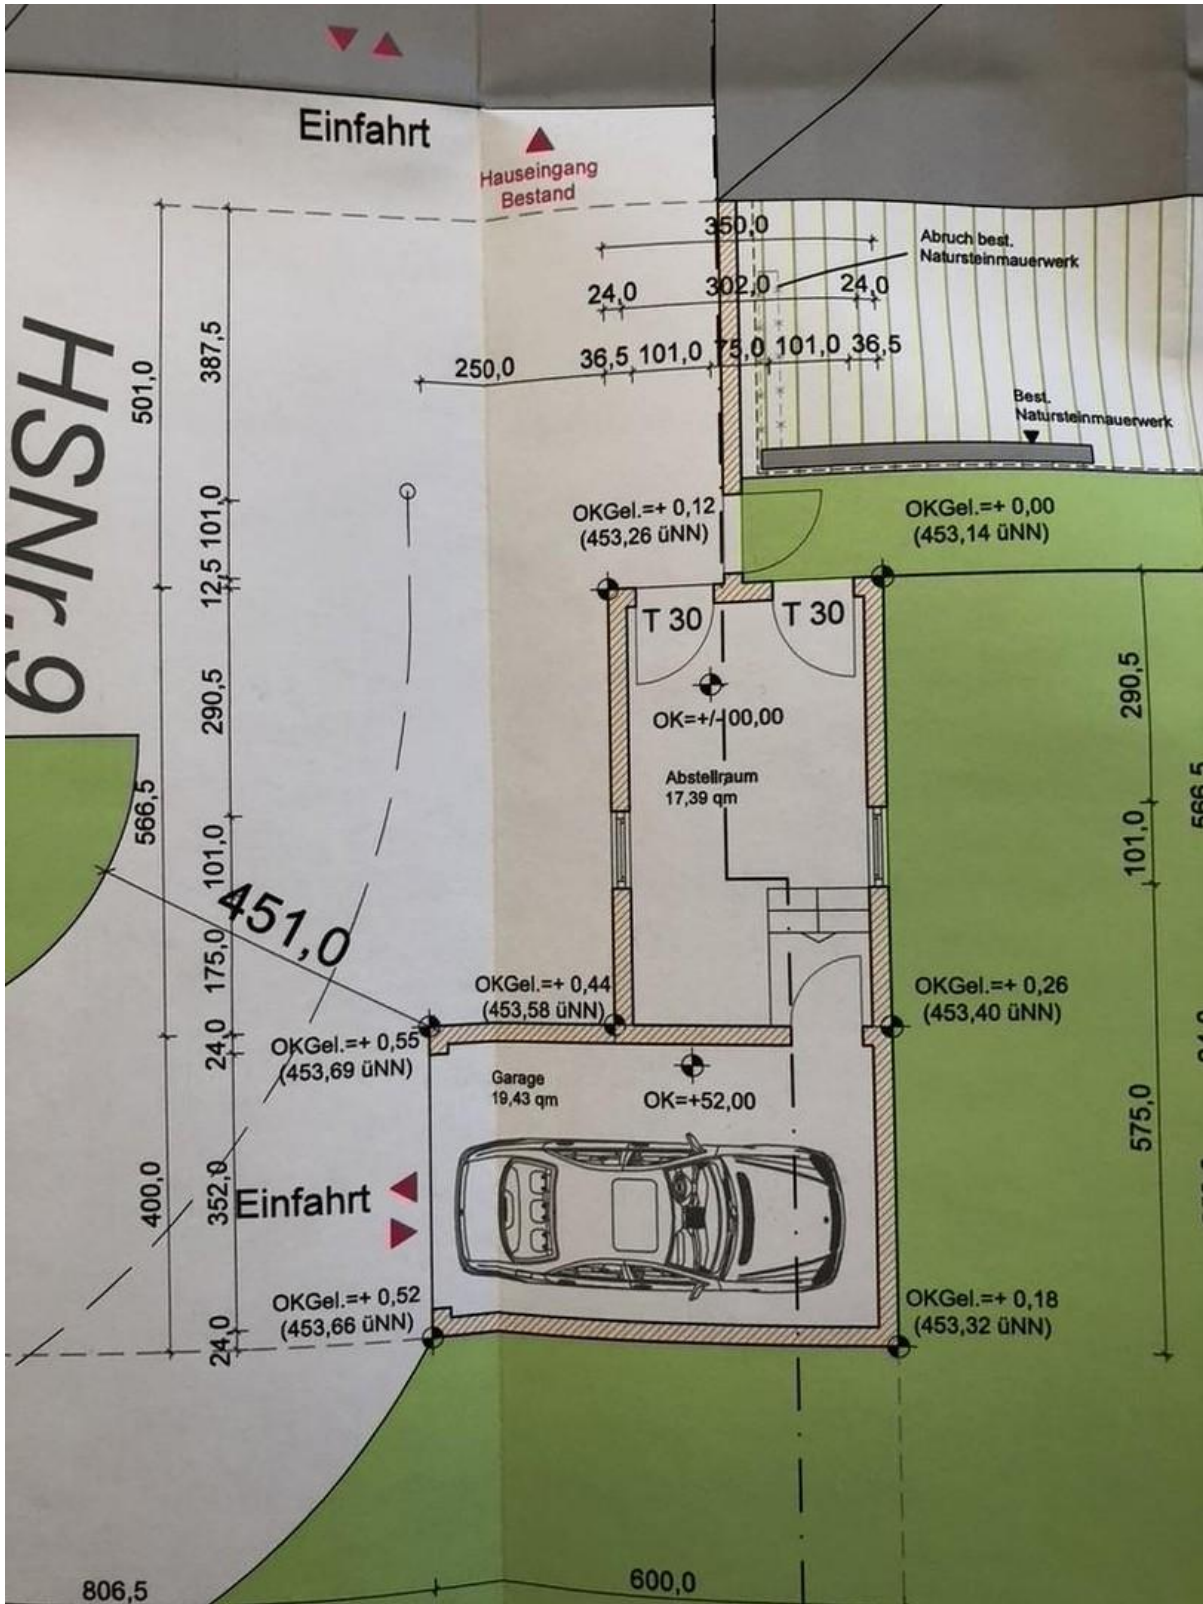 Einfahrt
Hauseingang
Bestand
350,0
Abruch best.
Natursteinmauerwerk
24,0
302,0
24,0
250,0
36,5
101,0
75,0
101,0
36,5
Best.
Natursteinmauerwerk
HSNr.9
501,0
387,5
101,0
12,5
OKGel.=+ 0,12
(453,26 üNN)
OKGel.=+ 0,00
(453,14 üNN)
T 30
T 30
290,5
290,5
OK=+/-00,00
Abstellraum
17,39 qm
566,5
566,5
101,0
101,0
451,0
175,0
OKGel.=+ 0,44
(453,58 üNN)
OKGel.=+ 0,26
(453,40 üNN)
24,0
OKGel.=+ 0,55
(453,69 üNN)
Garage
19,43 qm
OK=+52,00
575,0
400,0
352,0
Einfahrt
OKGel.=+ 0,52
(453,66 üNN)
OKGel.=+ 0,18
(453,32 üNN)
24,0
806,5
600,0